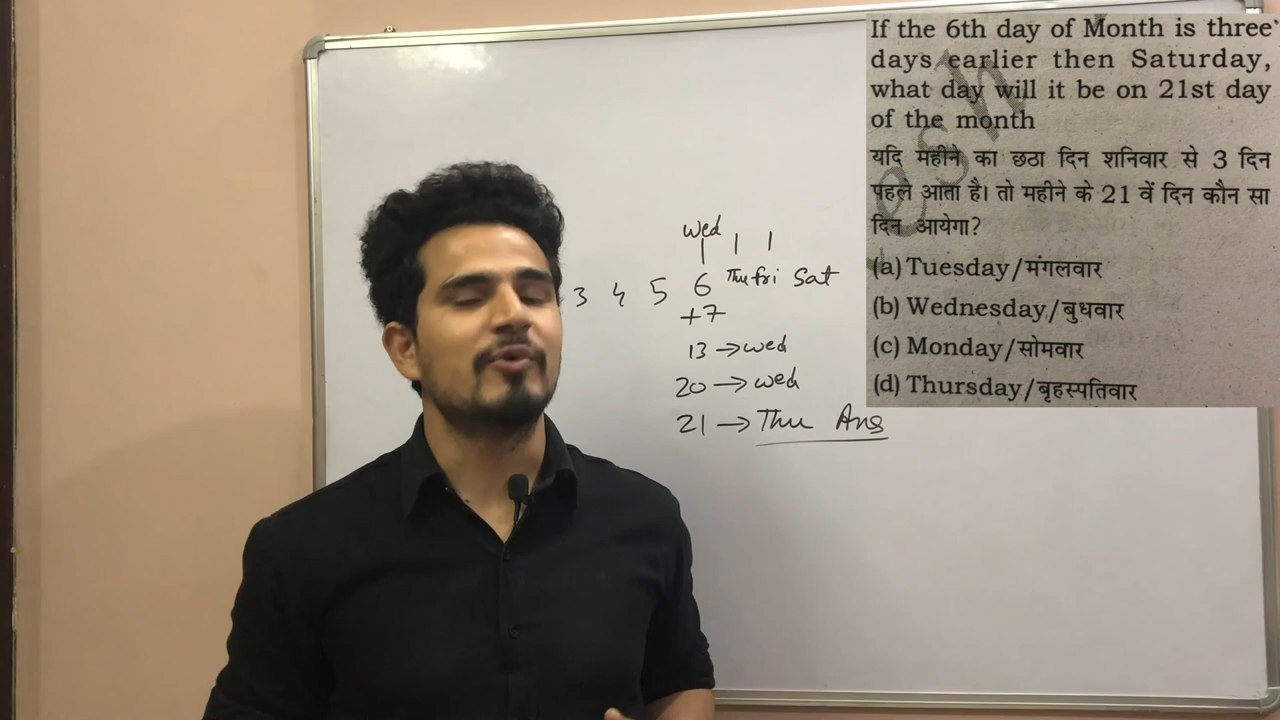 If the 6th day of Month is three
days earlier then Saturday,
what day will it be on 21st day
of the month
यदि महीने का छठा दिन शनिवार से 3 दिन
पहले आता है। तो महीने के 21 वें दिन कौन सा
दिन आयेगा?
(a) Tuesday/मंगलवार
(b) Wednesday/बुधवार
(c) Monday/सोमवार
(d) Thursday/बृहस्पतिवार
wed
3 4 5 6 Thu fri Sat
+7
13 → wed
20 → wed
21 → Thu Ans